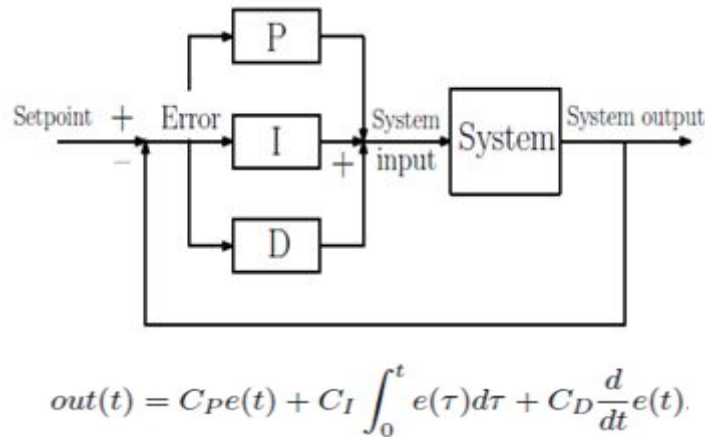 P
Setpoint + Error I + System input System System output
−
D
out(t) = C_P e(t) + C_I ∫_0^t e(τ)dτ + C_D d/dt e(t).